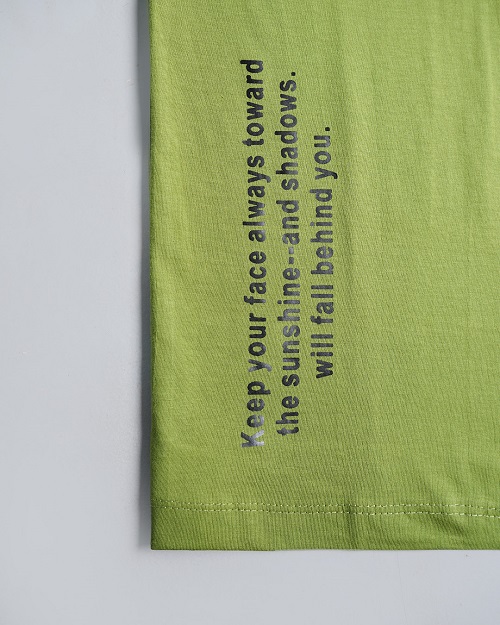 Keep your face always toward
the sunshine--and shadows.
will fall behind you.